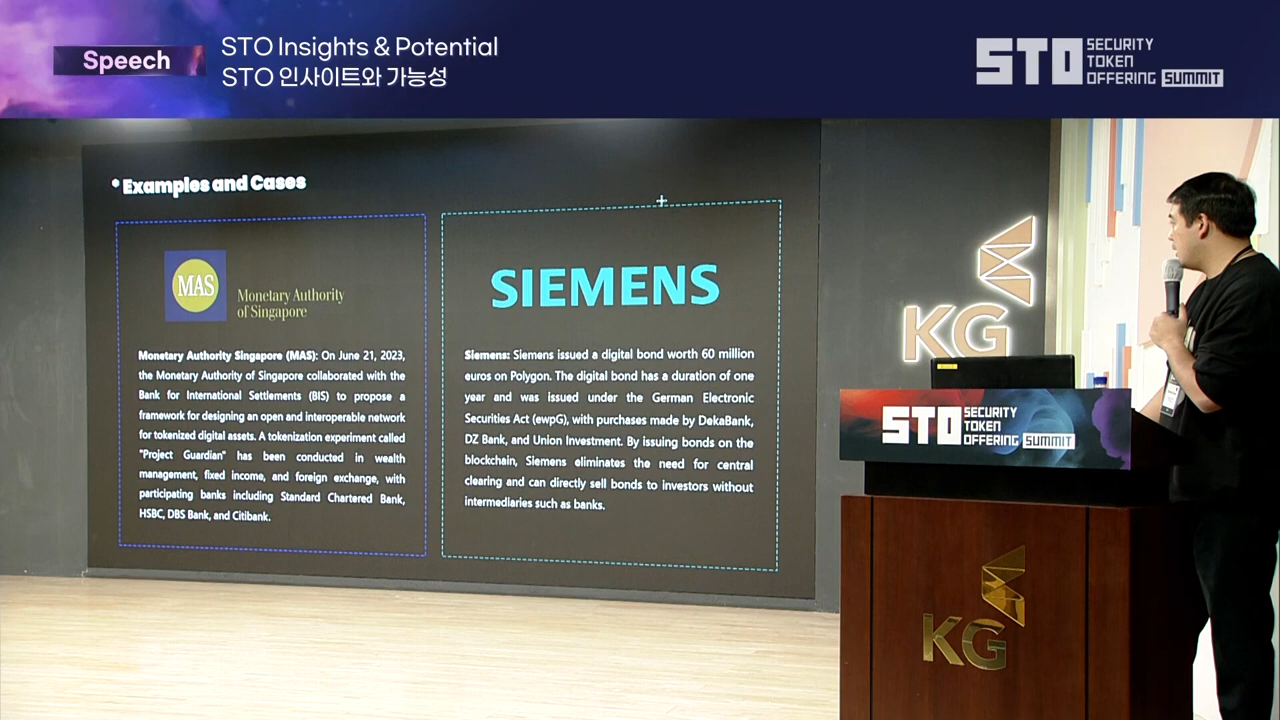 Speech
STO Insights & Potential
STO 인사이트와 가능성
STO SECURITY
TOKEN
OFFERING SUMMIT
* Examples and Cases
MAS
Monetary Authority
of Singapore
Monetary Authority Singapore (MAS): On June 21, 2023,
the Monetary Authority of Singapore collaborated with the
Bank for International Settlements (BIS) to propose a
framework for designing an open and interoperable network
for tokenized digital assets. A tokenization experiment called
"Project Guardian" has been conducted in wealth
management, fixed income, and foreign exchange, with
participating banks including Standard Chartered Bank,
HSBC, DBS Bank, and Citibank.
SIEMENS
Siemens: Siemens issued a digital bond worth 60 million
euros on Polygon. The digital bond has a duration of one
year and was issued under the German Electronic
Securities Act (ewpG), with purchases made by DekaBank,
DZ Bank, and Union Investment. By issuing bonds on the
blockchain, Siemens eliminates the need for central
clearing and can directly sell bonds to investors without
intermediaries such as banks.
KG
STO SECURITY
TOKEN
OFFERING SUMMIT
KG